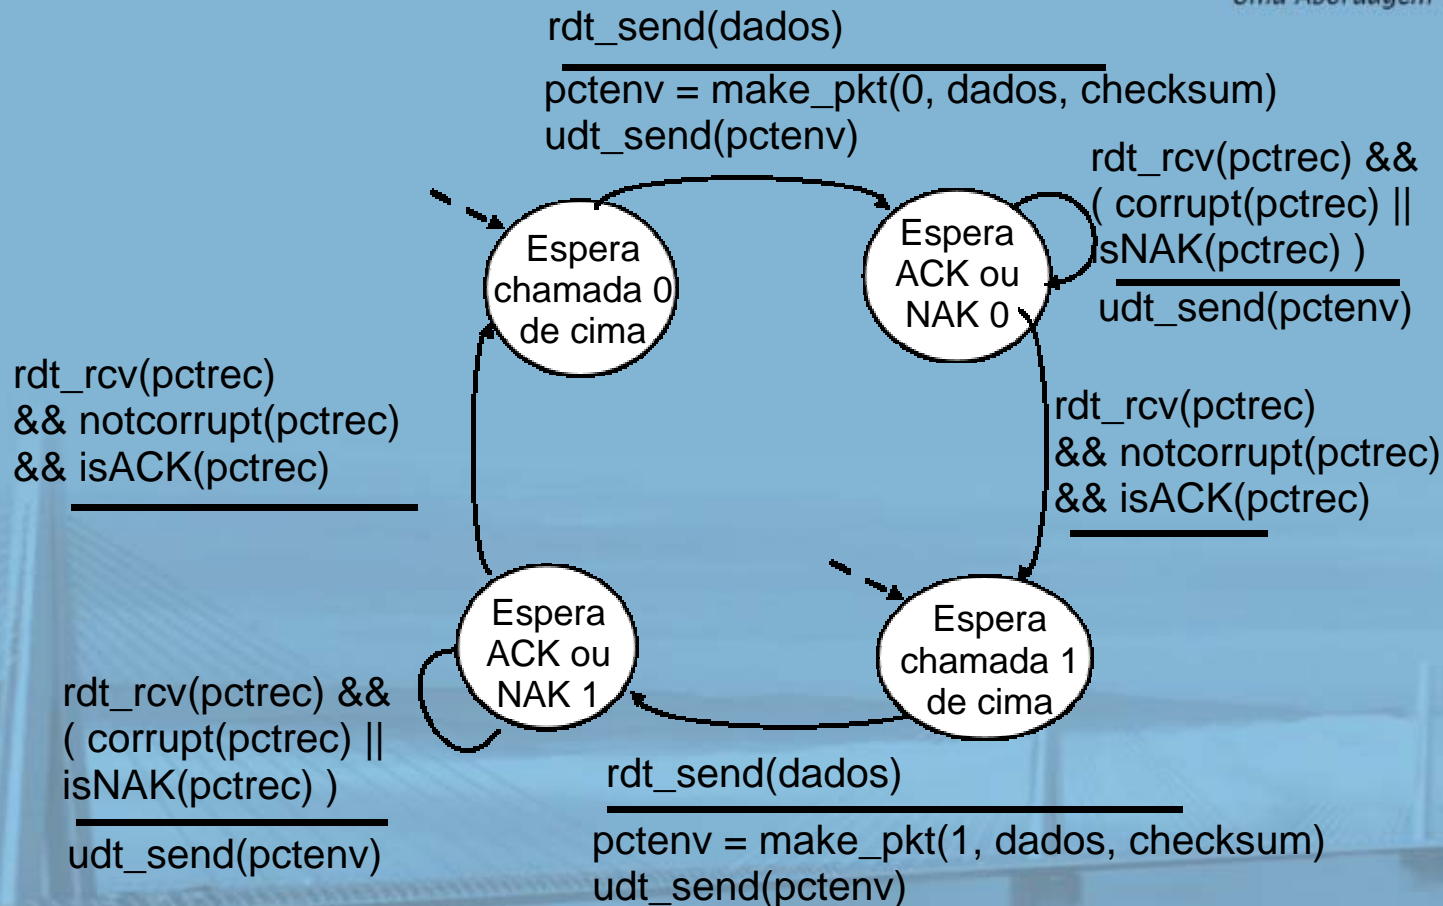 rdt_send(dados)
pctenv = make_pkt(0, dados, checksum)
udt_send(pctenv)
rdt_rcv(pctrec) &&
( corrupt(pctrec) ||
isNAK(pctrec) )
udt_send(pctenv)
Espera
chamada 0
de cima
Espera
ACK ou
NAK 0
rdt_rcv(pctrec)
&& notcorrupt(pctrec)
&& isACK(pctrec)
rdt_rcv(pctrec)
&& notcorrupt(pctrec)
&& isACK(pctrec)
Espera
ACK ou
NAK 1
Espera
chamada 1
de cima
rdt_rcv(pctrec) &&
( corrupt(pctrec) ||
isNAK(pctrec) )
udt_send(pctenv)
rdt_send(dados)
pctenv = make_pkt(1, dados, checksum)
udt_send(pctenv)